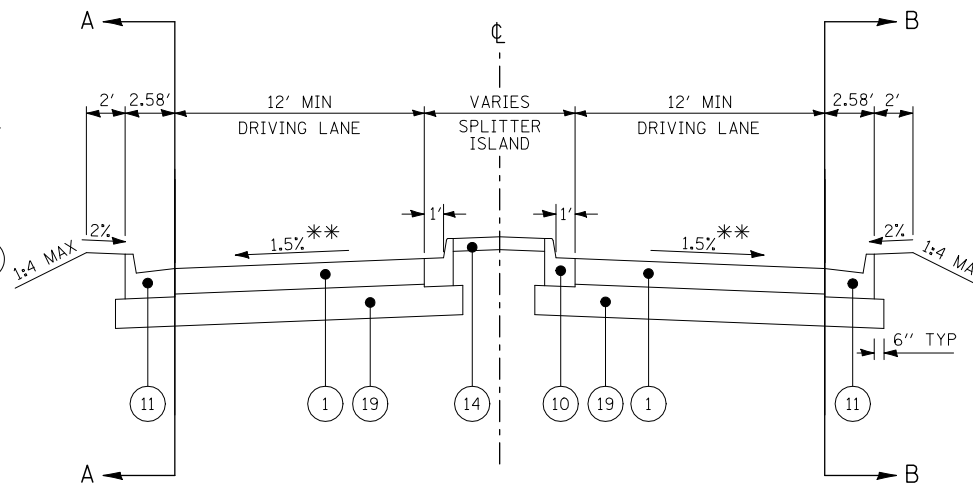 A
℄
B
2' 2.58' 12' MIN VARIES 12' MIN 2.58' 2'
DRIVING LANE SPLITTER DRIVING LANE
ISLAND
1' 1'
2% 1.5%** 1.5%** 2%
1:4 MAX 1:4 MA
6'' TYP
11 1 19 14 10 19 1 11
A B